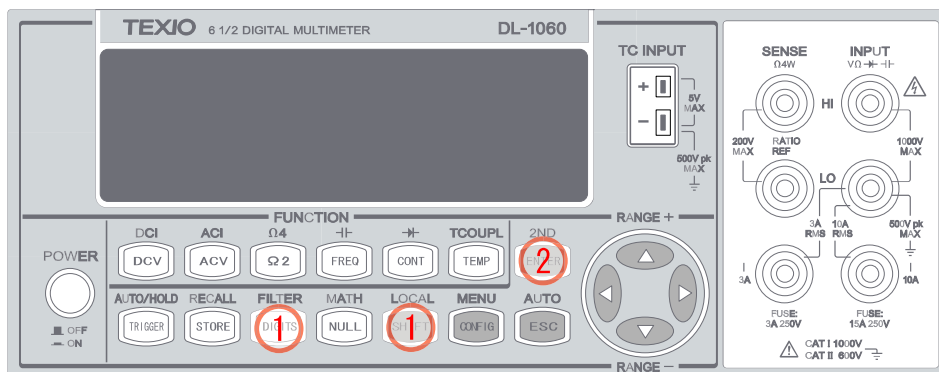 TEXIO 6 1/2 DIGITAL MULTIMETER DL-1060
TC INPUT
+
−
5V
MAX
500V pk
MAX
SENSE
Ω4W
INPUT
VΩ
HI
200V
MAX
RATIO
REF
1000V
MAX
LO
3A
RMS
10A
RMS
500V pk
MAX
3A
10A
FUSE:
3A 250V
FUSE:
15A 250V
CAT I 1000V
CAT II 600V
FUNCTION
RANGE +
DCI ACI Ω4 TCOUPL 2ND
POWER
DCV ACV Ω2 FREQ CONT TEMP ENTER
2
AUTO/HOLD RECALL FILTER MATH LOCAL MENU AUTO
TRIGGER STORE DIGITS NULL SHIFT CONFIG ESC
1 1
OFF
ON
RANGE −